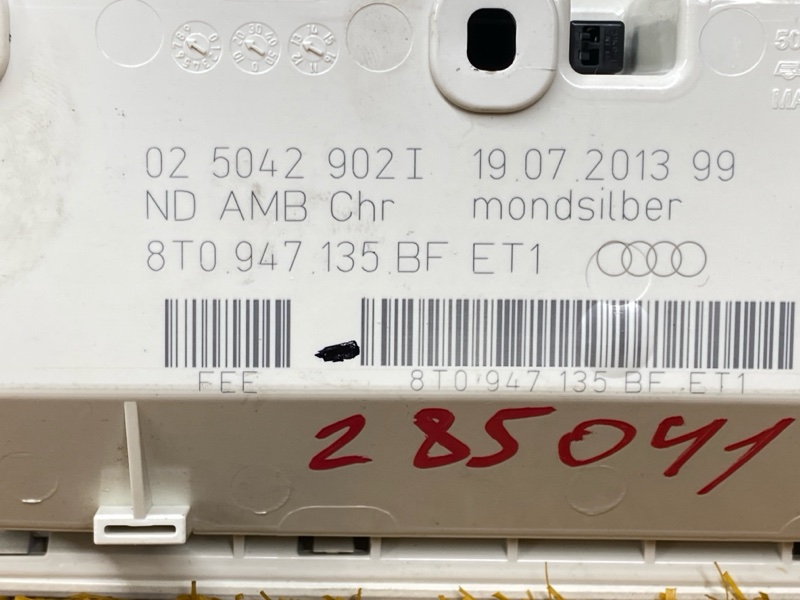 02 5042 902I 19.07.2013 99
ND AMB Chr mondsilber
8T0.947.135.BF ET1
FEE 8T0 947 135 BF ET1
285041